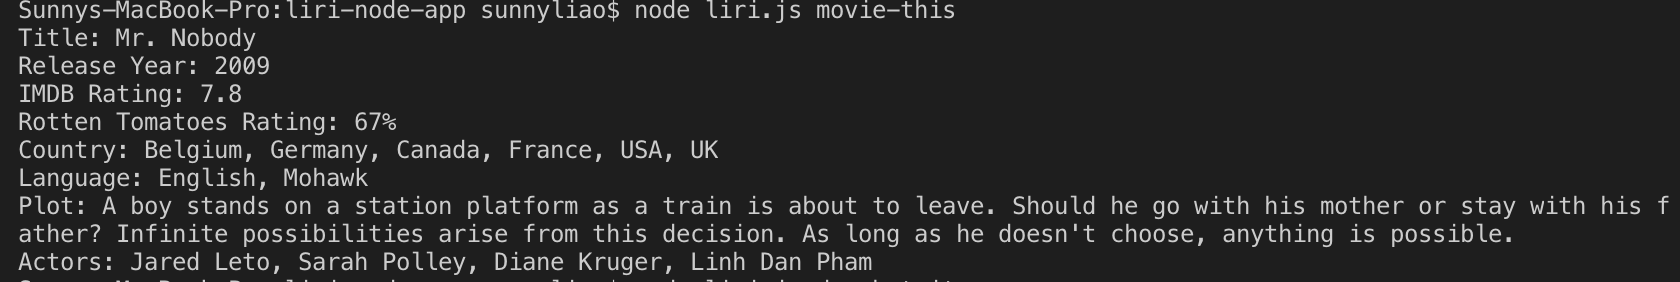 Sunnys-MacBook-Pro:liri-node-app sunnyliao$ node liri.js movie-this
Title: Mr. Nobody
Release Year: 2009
IMDB Rating: 7.8
Rotten Tomatoes Rating: 67%
Country: Belgium, Germany, Canada, France, USA, UK
Language: English, Mohawk
Plot: A boy stands on a station platform as a train is about to leave. Should he go with his mother or stay with his f
ather? Infinite possibilities arise from this decision. As long as he doesn't choose, anything is possible.
Actors: Jared Leto, Sarah Polley, Diane Kruger, Linh Dan Pham